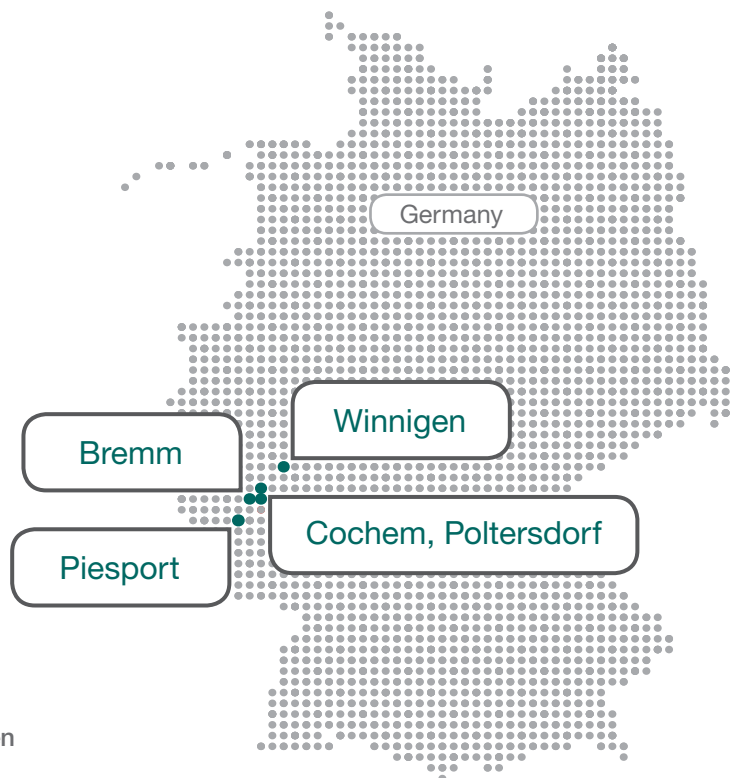 Germany
Winnigen
Bremm
Cochem, Poltersdorf
Piesport